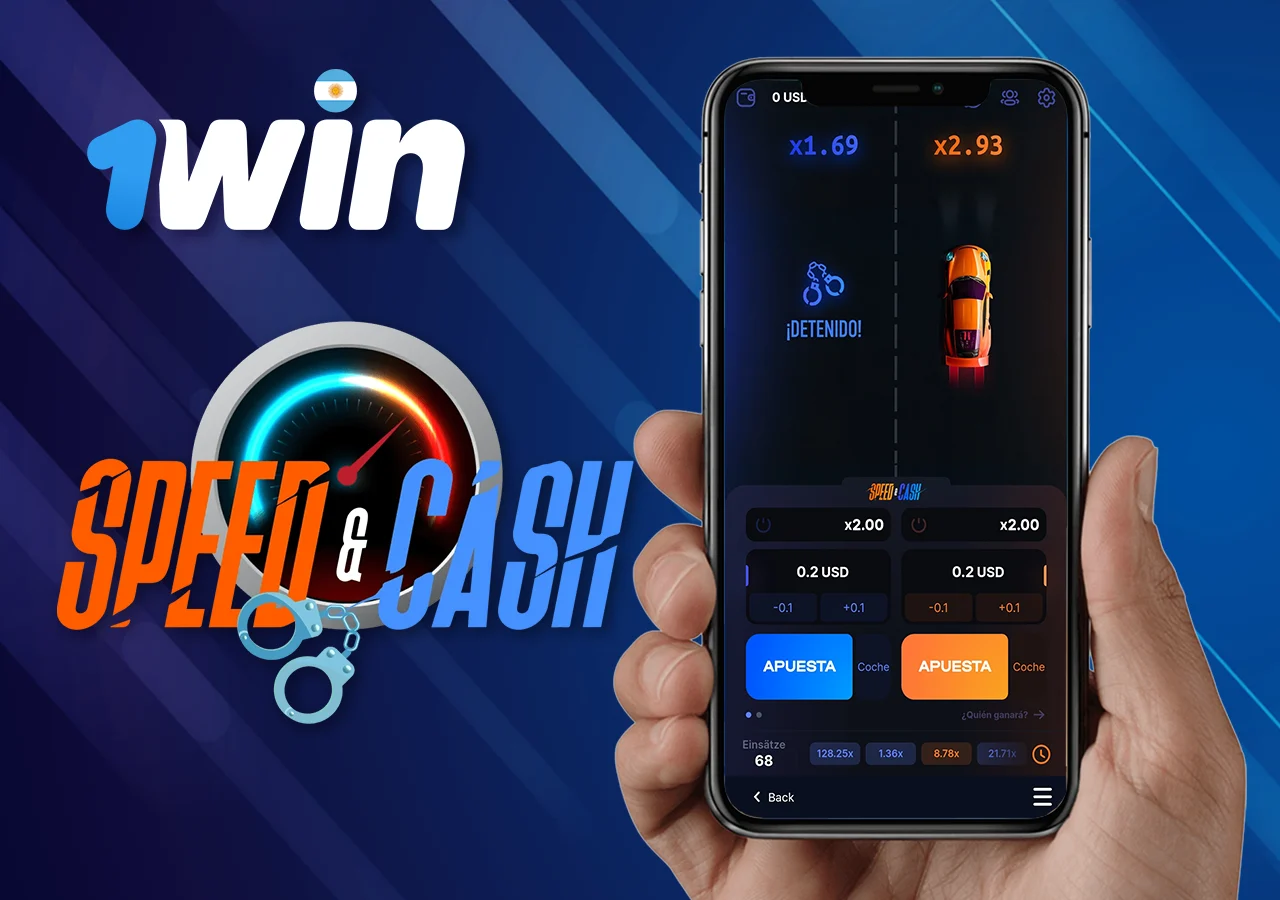 1win
SPEED & CASH
0 USD
x1.69
x2.93
¡DETENIDO!
SPEED & CASH
x2.00
x2.00
0.2 USD
0.2 USD
-0.1
+0.1
-0.1
+0.1
APUESTA
Coche
APUESTA
Coche
¿Quién ganará?
Einsätze
68
128.25x
1.36x
8.78x
21.71x
Back